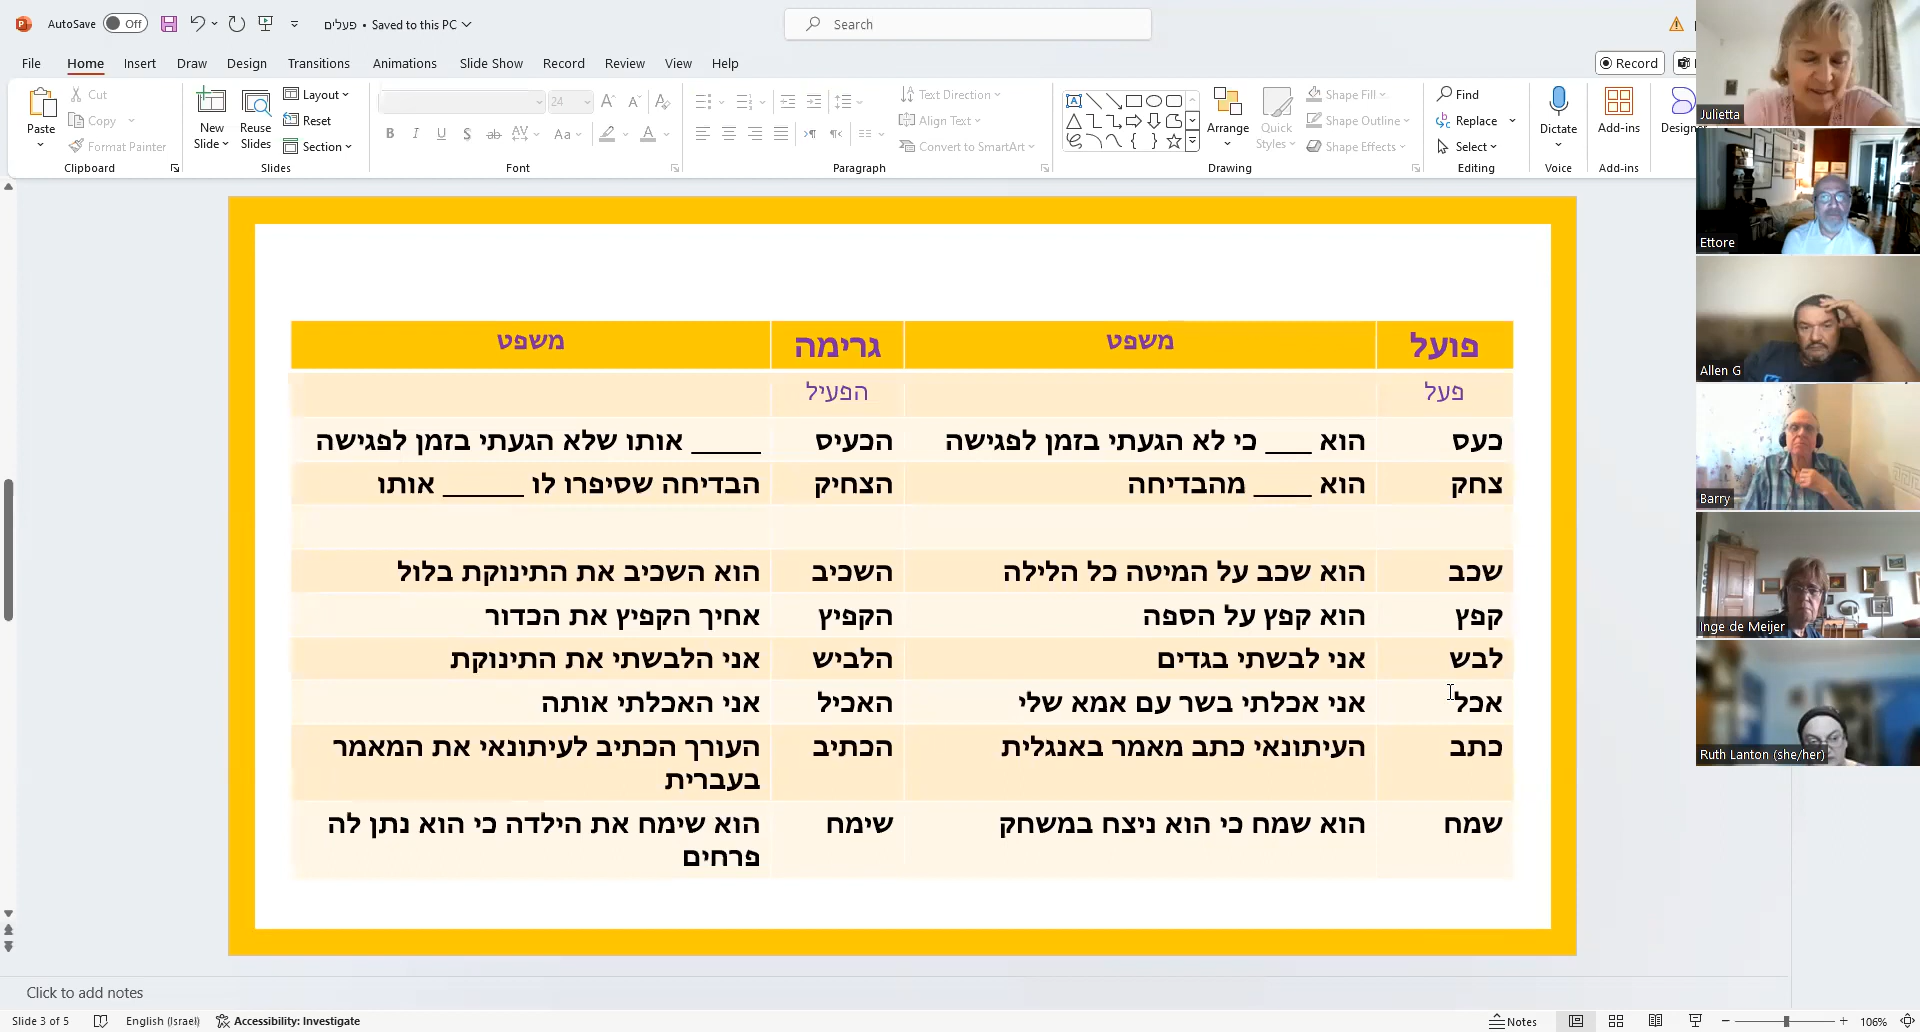 AutoSave Off פעלים • Saved to this PC Search
File Home Insert Draw Design Transitions Animations Slide Show Record Review View Help Record
Paste Cut Copy Format Painter Clipboard
New Slide Reuse Slides Layout Reset Section Slides
24 Font
Text Direction Align Text Convert to SmartArt Paragraph
Arrange Quick Styles Shape Fill Shape Outline Shape Effects Drawing
Find Replace Select Editing
Dictate Voice
Add-ins Add-ins
Designer
פועל משפט גרימה משפט
פעל הפעיל
כעס הוא ___ כי לא הגעתי בזמן לפגישה הכעיס _____ אותו שלא הגעתי בזמן לפגישה
צחק הוא ____ מהבדיחה הצחיק הבדיחה שסיפרו לו ______ אותו
שכב הוא שכב על המיטה כל הלילה השכיב הוא השכיב את התינוקת בלול
קפץ הוא קפץ על הספה הקפיץ אחיך הקפיץ את הכדור
לבש אני לבשתי בגדים הלביש אני הלבשתי את התינוקת
אכל אני אכלתי בשר עם אמא שלי האכיל אני האכלתי אותה
כתב העיתונאי כתב מאמר באנגלית הכתיב העורך הכתיב לעיתונאי את המאמר
בעברית
שמח הוא שמח כי הוא ניצח במשחק שימח הוא שימח את הילדה כי הוא נתן לה
פרחים
Julietta
Ettore
Allen G
Barry
Inge de Meijer
Ruth Lanton (she/her)
Click to add notes
Slide 3 of 5 English (Israel) Accessibility: Investigate Notes 106%